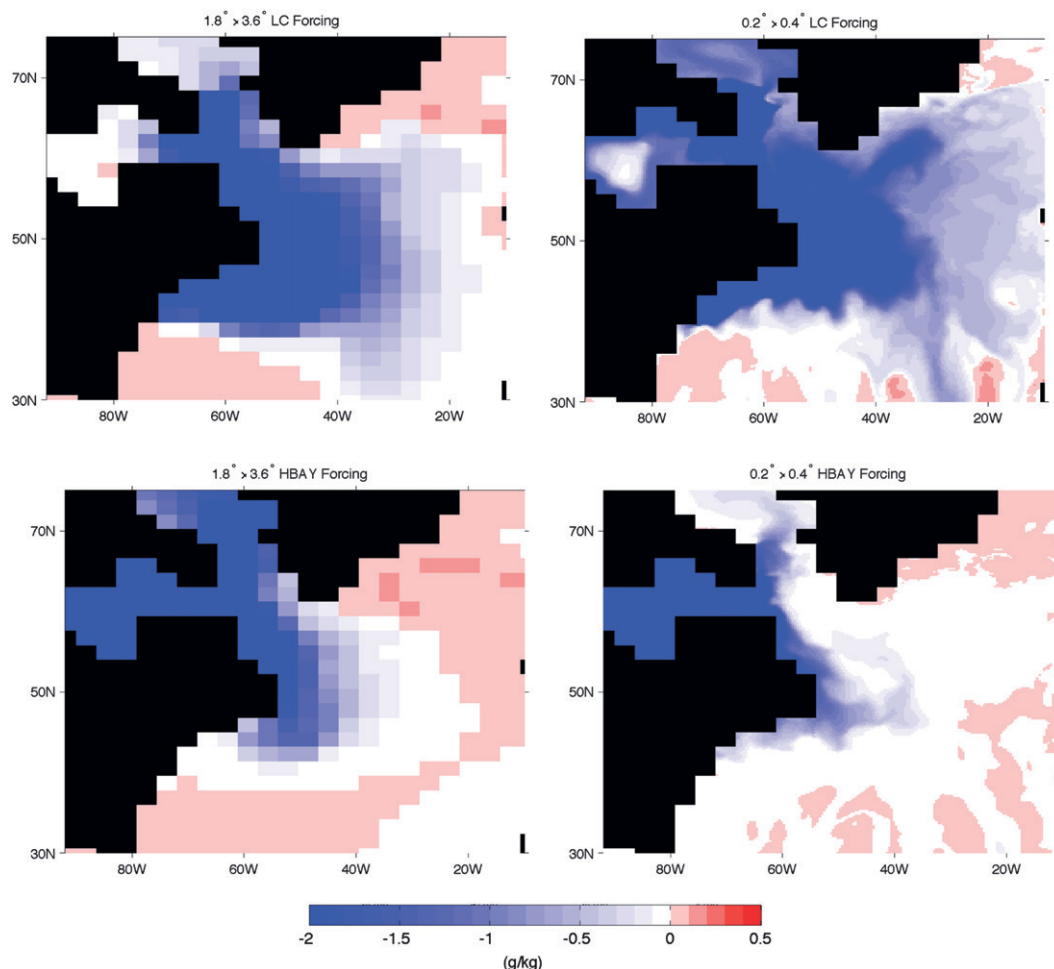 1.8° × 3.6° LC Forcing
0.2° × 0.4° LC Forcing
70N
50N
30N
80W
60W
40W
20W
70N
50N
30N
80W
60W
40W
20W
1.8° × 3.6° HBAY Forcing
0.2° × 0.4° HBAY Forcing
70N
50N
30N
80W
60W
40W
20W
70N
50N
30N
80W
60W
40W
20W
-2
-1.5
-1
-0.5
0
0.5
(g/kg)